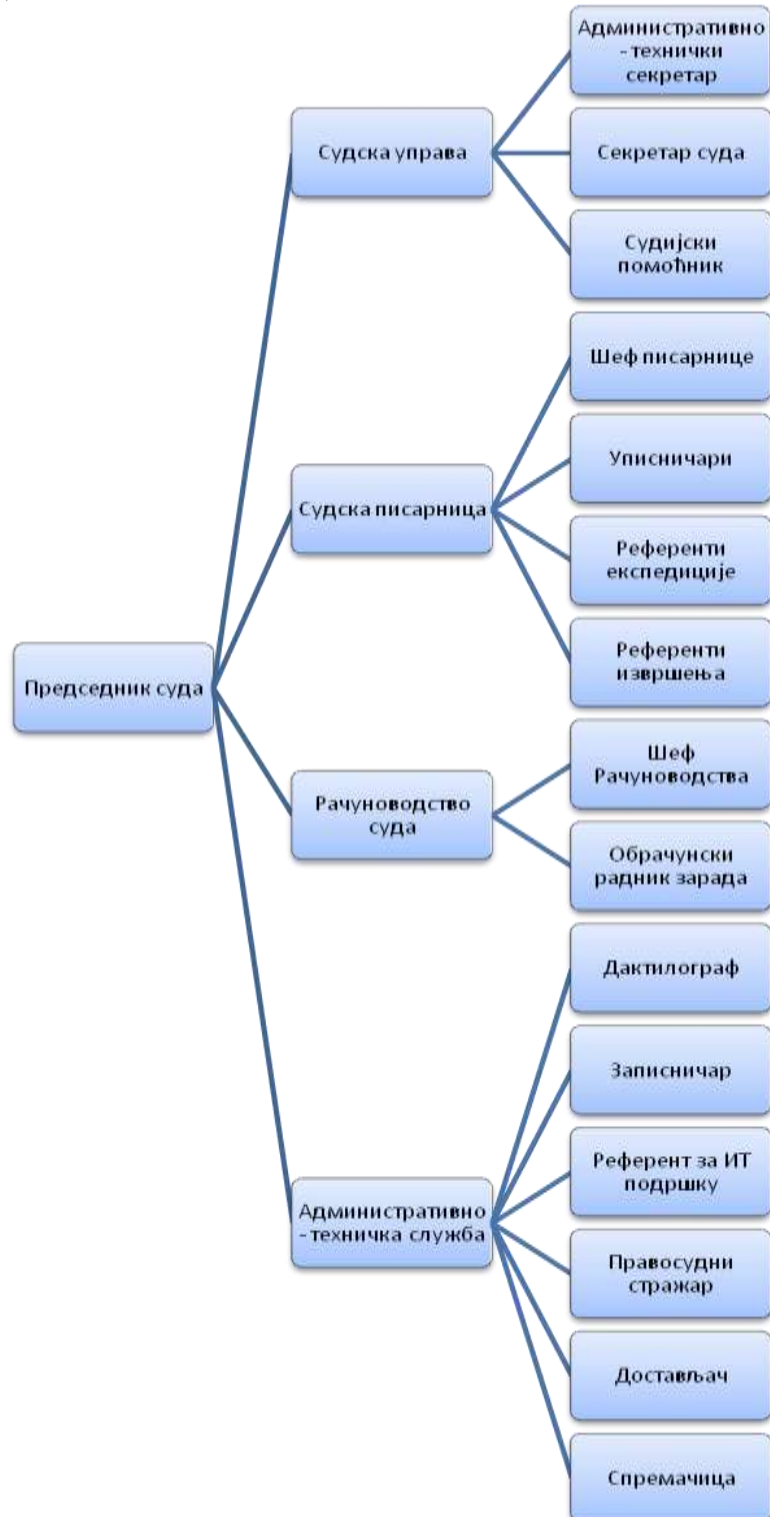 Административно
- технички
секретар
Судска управа
Секретар суда
Судијски
помоћник
Шеф писарнице
Уписничари
Судска писарница
Референти
експедиције
Референти
извршења
Председник суда
Шеф
Рачуноводства
Рачуноводство
суда
Обрачунски
радник зарада
Дактилограф
Записничар
Референт за ИТ
подршку
Административно
- техничка служба
Правосудни
стражар
Достављач
Спремачица